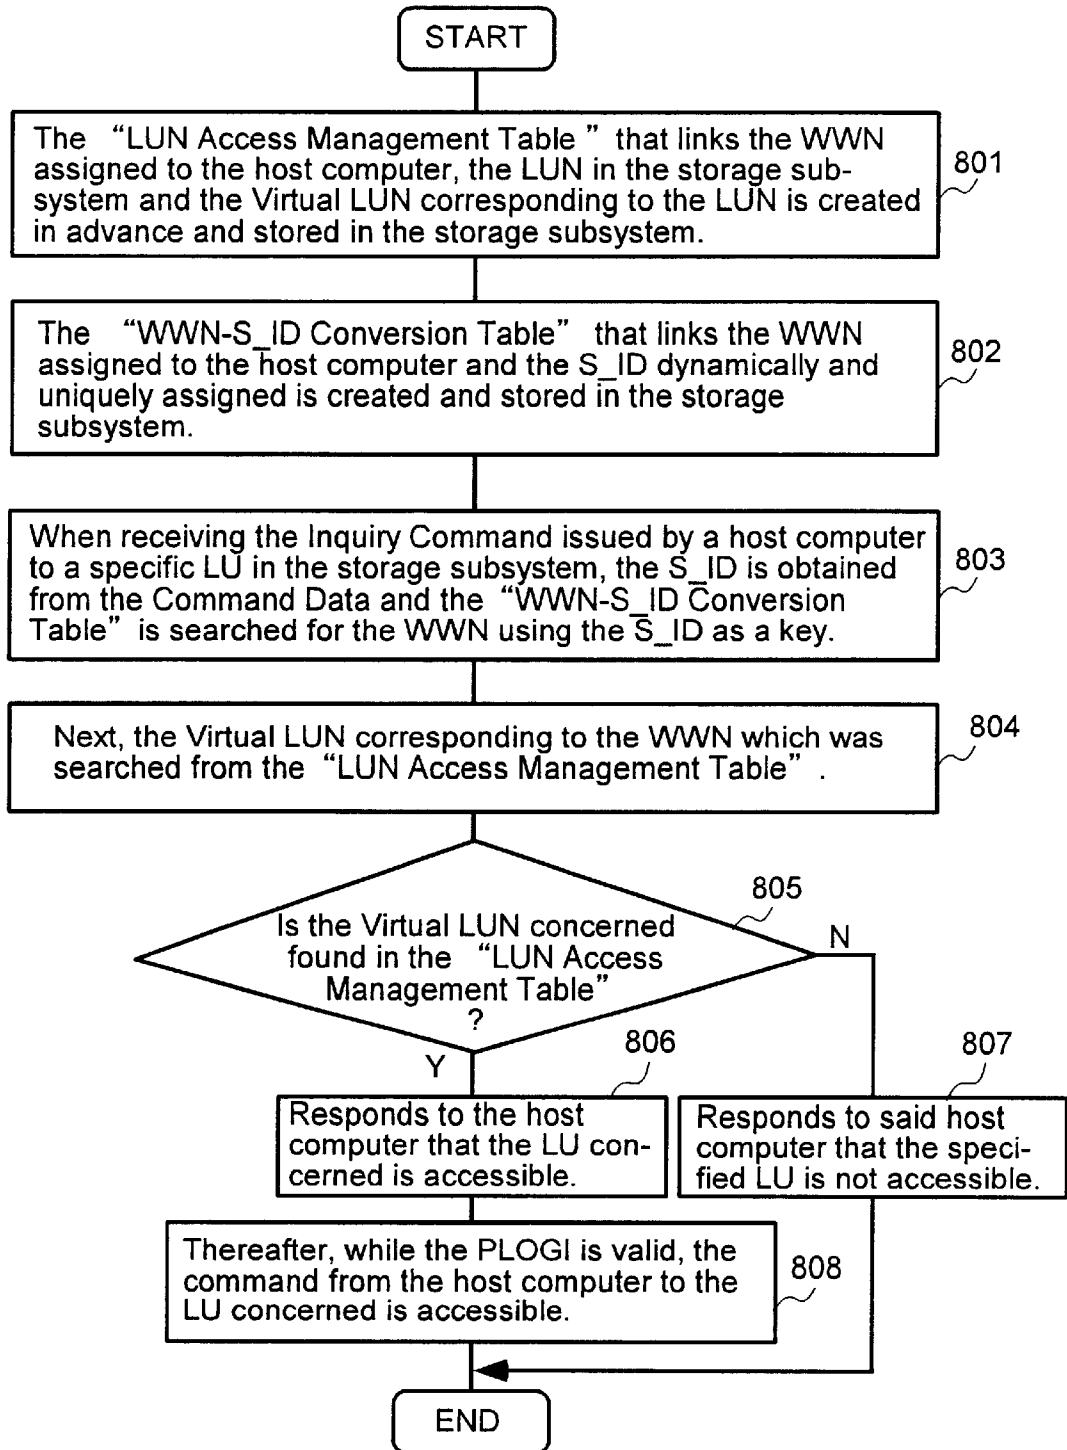 START
The “LUN Access Management Table ” that links the WWN
assigned to the host computer, the LUN in the storage sub-
system and the Virtual LUN corresponding to the LUN is created
in advance and stored in the storage subsystem.
801
The “WWN-S_ID Conversion Table” that links the WWN
assigned to the host computer and the S_ID dynamically and
uniquely assigned is created and stored in the storage
subsystem.
802
When receiving the Inquiry Command issued by a host computer
to a specific LU in the storage subsystem, the S_ID is obtained
from the Command Data and the “WWN-S_ID Conversion
Table” is searched for the WWN using the S_ID as a key.
803
Next, the Virtual LUN corresponding to the WWN which was
searched from the “LUN Access Management Table” .
804
Is the Virtual LUN concerned
found in the “LUN Access
Management Table”
?
805
N
Y
806
Responds to the host
computer that the LU con-
cerned is accessible.
807
Responds to said host
computer that the speci-
fied LU is not accessible.
Thereafter, while the PLOGI is valid, the
command from the host computer to the
LU concerned is accessible.
808
END